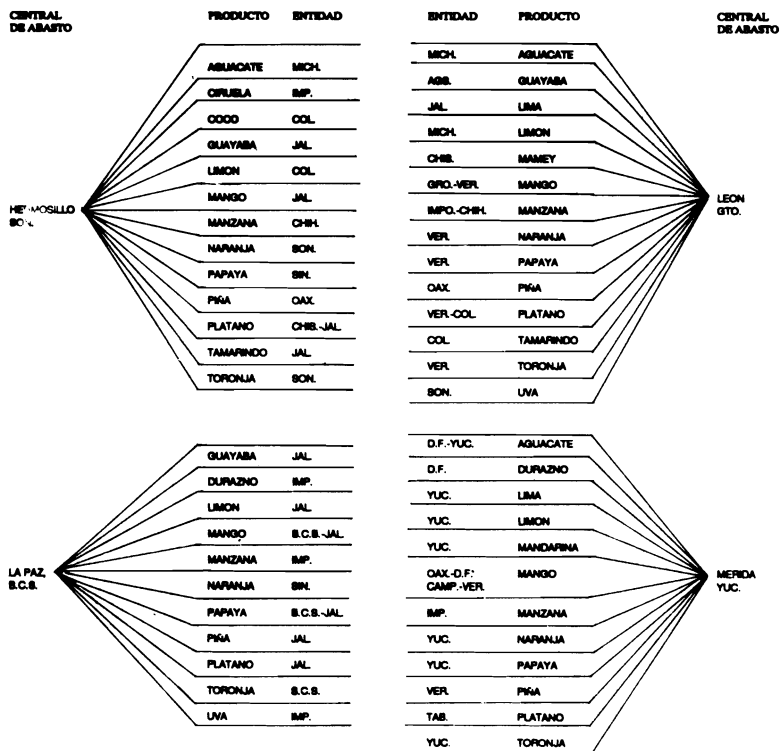 CENTRAL DE ABASTO
PRODUCTO ENTIDAD
AGUACATE MICH.
CIRUELA IMP.
COCO COL.
GUAYABA JAL.
LIMON COL.
MANGO JAL.
MANZANA CHIH.
NARANJA SON.
PAPAYA SIN.
PIÑA OAX.
PLATANO CHIS.-JAL.
TAMARINDO JAL.
TORONJA SON.
HERMOSILLO
SON.
ENTIDAD PRODUCTO
CENTRAL DE ABASTO
MICH. AGUACATE
AGS. GUAYABA
JAL. LIMA
MICH. LIMON
CHIS. MAMEY
GRO.-VER. MANGO
IMPO.-CHIH. MANZANA
VER. NARANJA
VER. PAPAYA
OAX. PIÑA
VER.-COL. PLATANO
COL. TAMARINDO
VER. TORONJA
SON. UVA
LEON
GTO.
LA PAZ,
B.C.S.
GUAYABA JAL.
DURAZNO IMP.
LIMON JAL.
MANGO B.C.S.-JAL.
MANZANA IMP.
NARANJA SIN.
PAPAYA B.C.S.-JAL.
PIÑA JAL.
PLATANO JAL.
TORONJA B.C.S.
UVA IMP.
D.F.-YUC. AGUACATE
D.F. DURAZNO
YUC. LIMA
YUC. LIMON
YUC. MANDARINA
OAX.-D.F. MANGO
CAMP.-VER.
IMP. MANZANA
YUC. NARANJA
YUC. PAPAYA
VER. PIÑA
TAB. PLATANO
YUC. TORONJA
MERIDA
YUC.